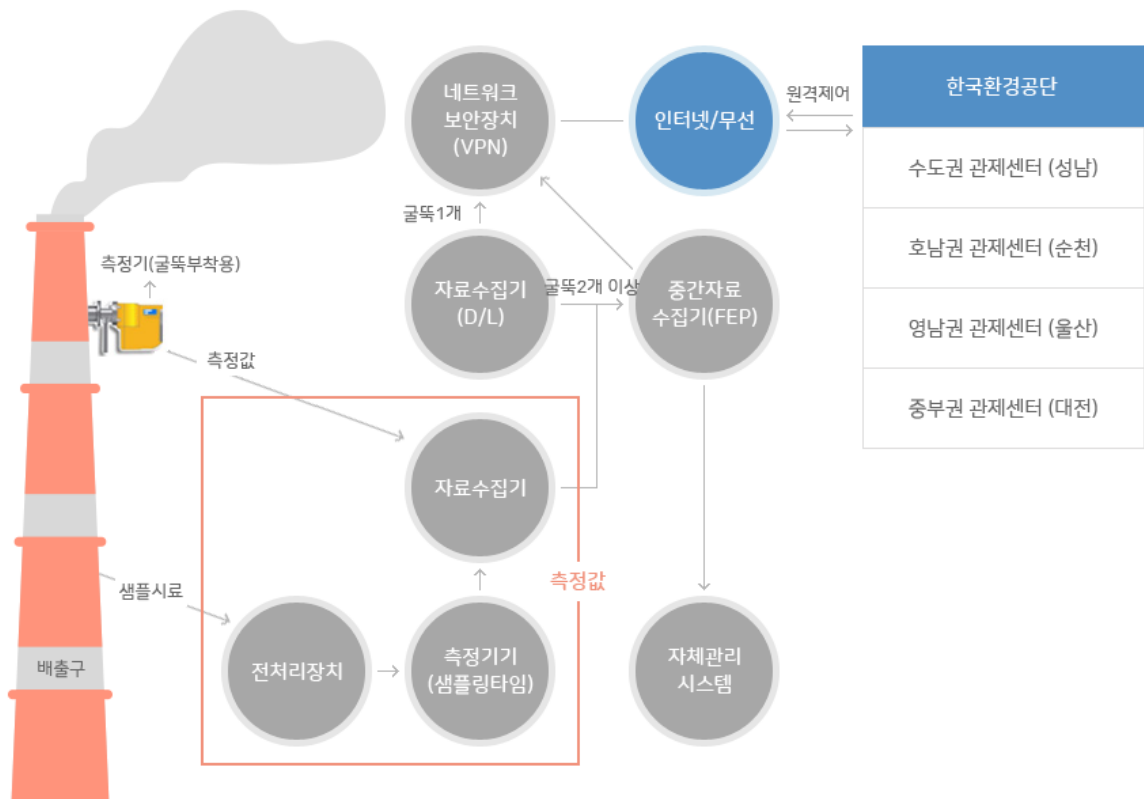 네트워크
보안장치
(VPN)
인터넷/무선
원격제어
한국환경공단
수도권 관제센터 (성남)
호남권 관제센터 (순천)
영남권 관제센터 (울산)
중부권 관제센터 (대전)
굴뚝1개
측정기(굴뚝부착용)
자료수집기
(D/L)
굴뚝2개 이상
중간자료
수집기(FEP)
측정값
자료수집기
측정값
샘플시료
배출구
전처리장치
측정기기
(샘플링타임)
자체관리
시스템